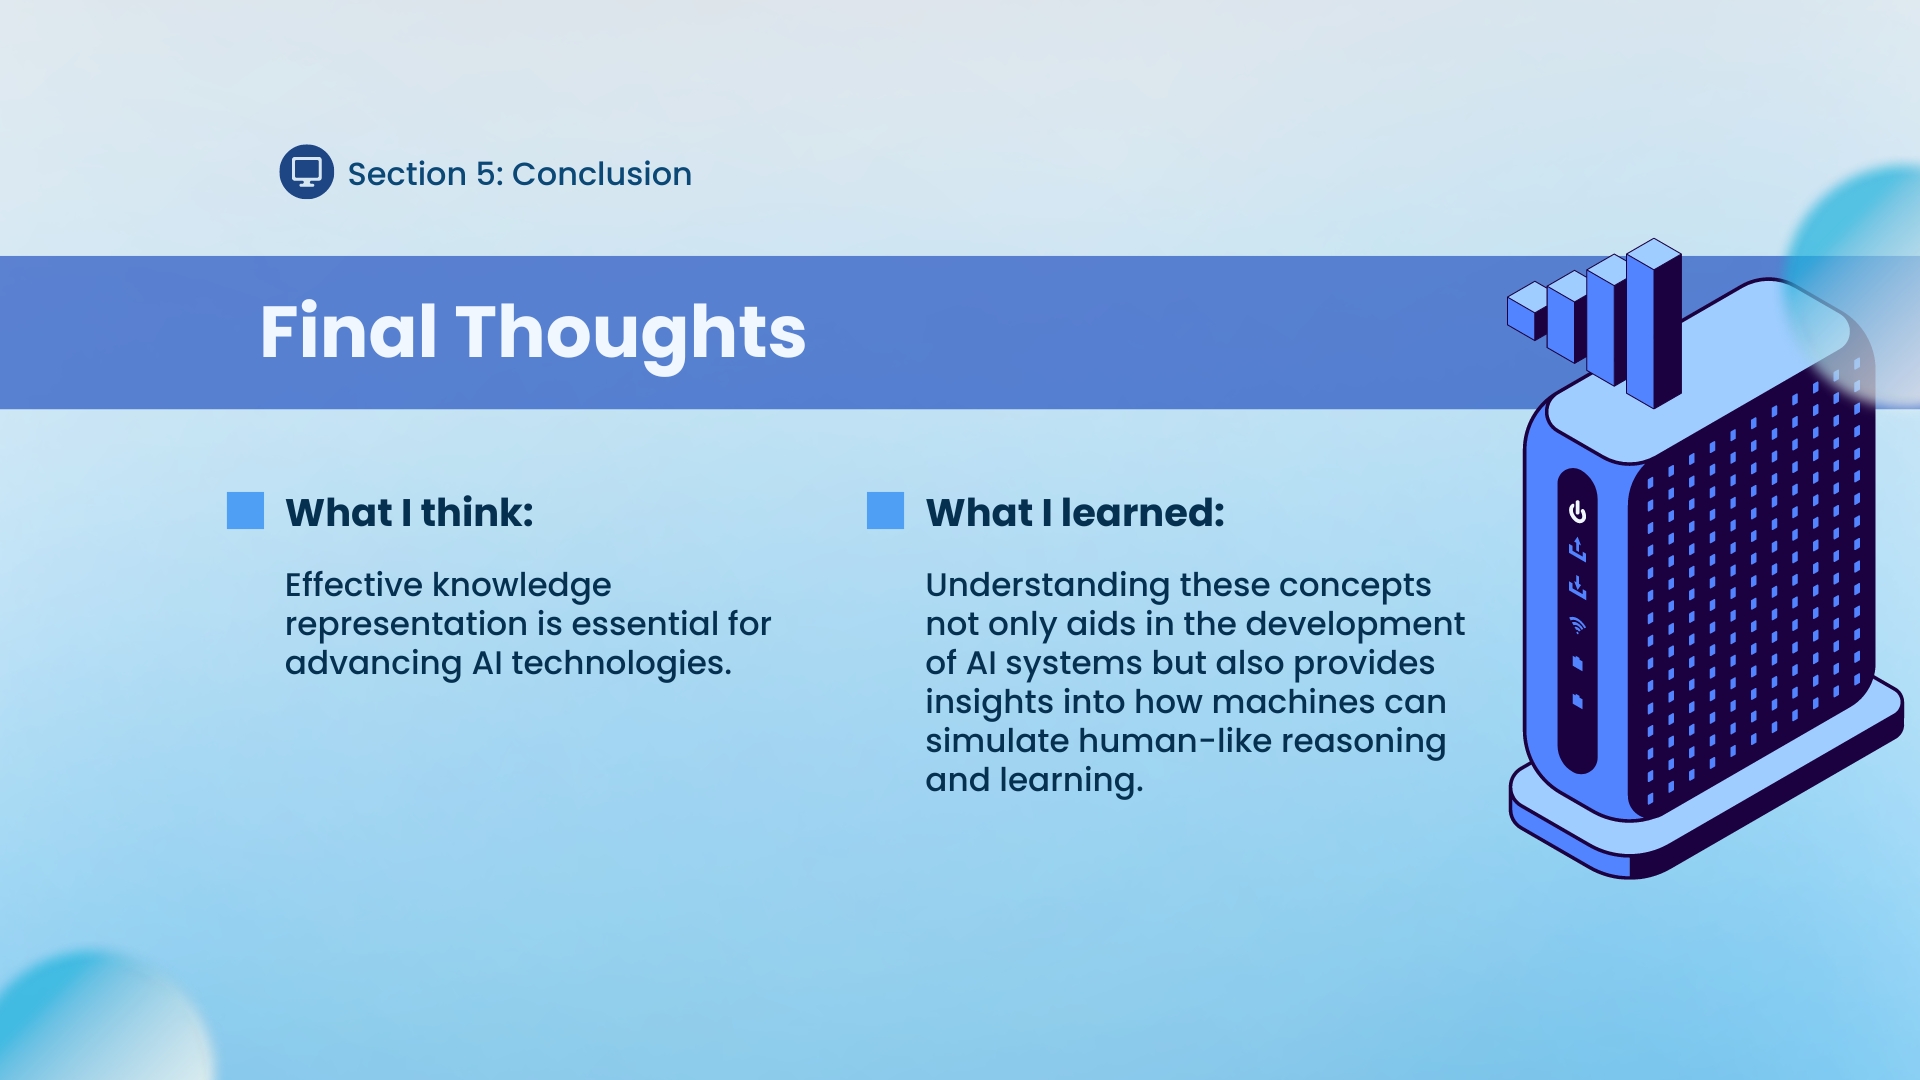 Section 5: Conclusion
Final Thoughts
What I think:
Effective knowledge
representation is essential for
advancing AI technologies.
What I learned:
Understanding these concepts
not only aids in the development
of AI systems but also provides
insights into how machines can
simulate human-like reasoning
and learning.